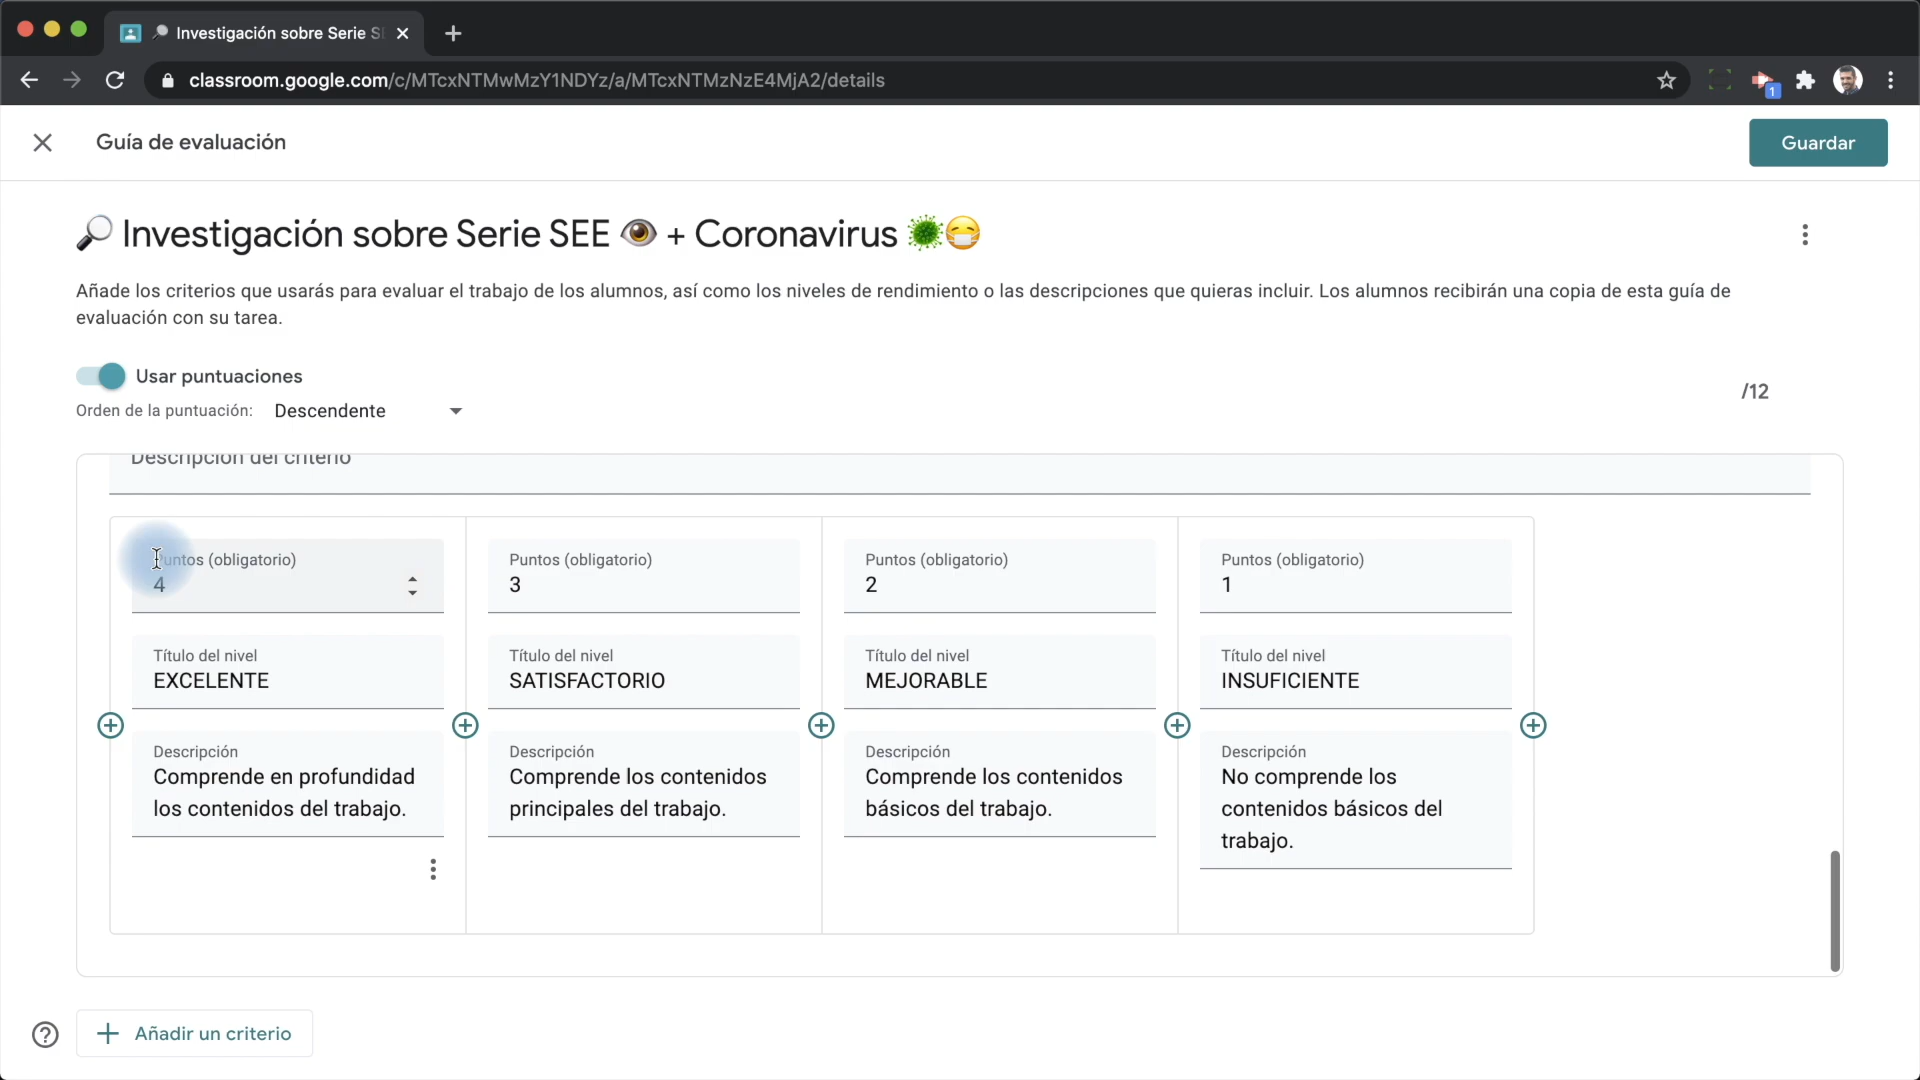 Investigación sobre Serie SE
classroom.google.com/c/MTcxNTMwMzY1NDYz/a/MTcxNTMzNzE4MjA2/details
1
Guía de evaluación
Guardar
Investigación sobre Serie SEE 👁️ + Coronavirus
Añade los criterios que usarás para evaluar el trabajo de los alumnos, así como los niveles de rendimiento o las descripciones que quieras incluir. Los alumnos recibirán una copia de esta guía de
evaluación con su tarea.
Usar puntuaciones
/12
Orden de la puntuación: Descendente
Descripción del criterio
Puntos (obligatorio)
4
Título del nivel
EXCELENTE
Descripción
Comprende en profundidad
los contenidos del trabajo.
Puntos (obligatorio)
3
Título del nivel
SATISFACTORIO
Descripción
Comprende los contenidos
principales del trabajo.
Puntos (obligatorio)
2
Título del nivel
MEJORABLE
Descripción
Comprende los contenidos
básicos del trabajo.
Puntos (obligatorio)
1
Título del nivel
INSUFICIENTE
Descripción
No comprende los
contenidos básicos del
trabajo.
Añadir un criterio